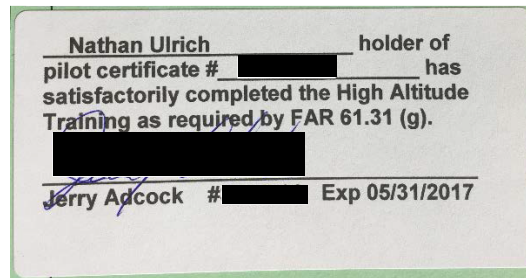 Nathan Ulrich holder of
pilot certificate # has
satisfactorily completed the High Altitude
Training as required by FAR 61.31 (g).
Jerry Adcock # Exp 05/31/2017